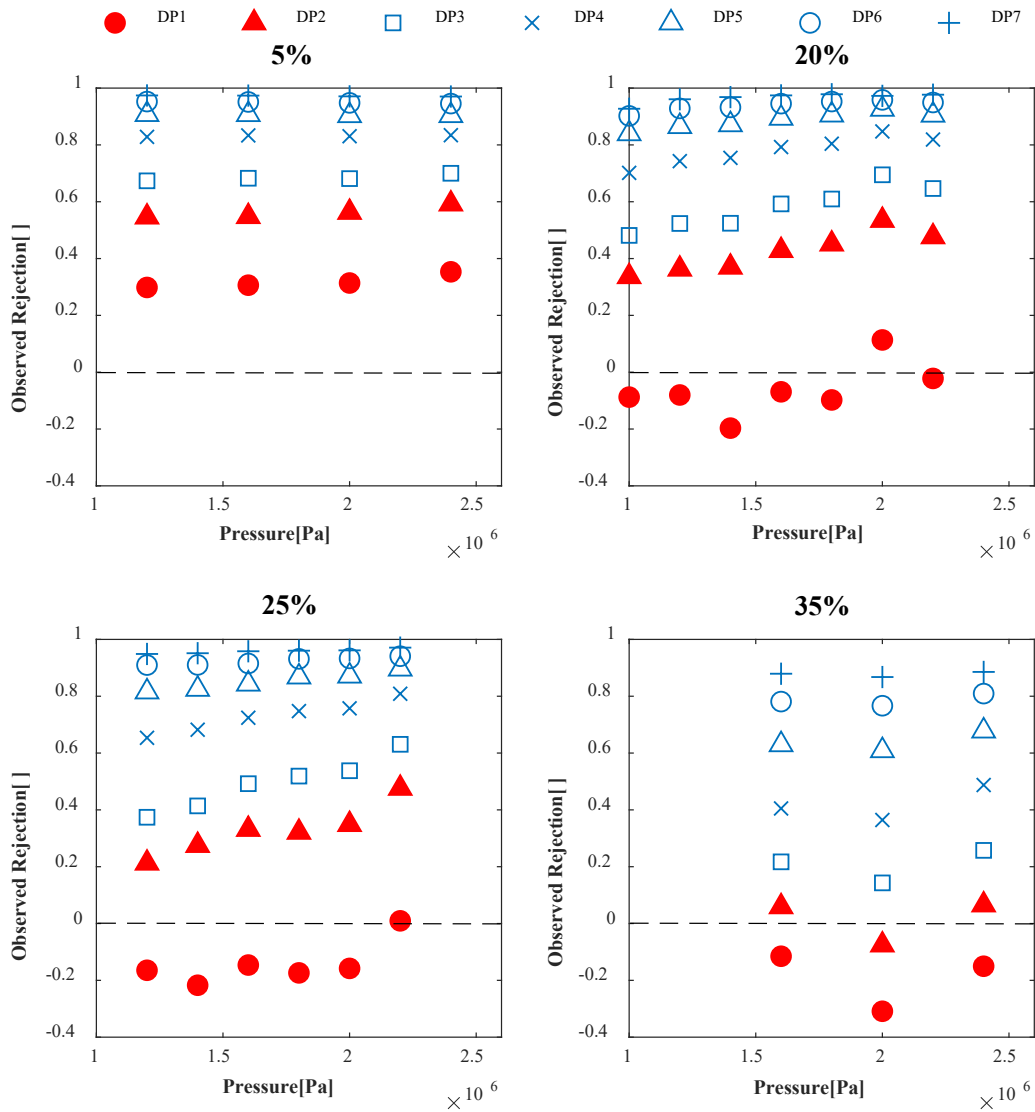 DP1 DP2 DP3 DP4 DP5 DP6 DP7
5%
1
0.8
0.6
0.4
0.2
0
-0.2
-0.4
Observed Rejection[ ]
1 1.5 2 2.5
Pressure[Pa]
× 10 6
20%
1
0.8
0.6
0.4
0.2
0
-0.2
-0.4
Observed Rejection[ ]
1 1.5 2 2.5
Pressure[Pa]
× 10 6
25%
1
0.8
0.6
0.4
0.2
0
-0.2
-0.4
Observed Rejection[ ]
1 1.5 2 2.5
Pressure[Pa]
× 10 6
35%
1
0.8
0.6
0.4
0.2
0
-0.2
-0.4
Observed Rejection[ ]
1 1.5 2 2.5
Pressure[Pa]
× 10 6